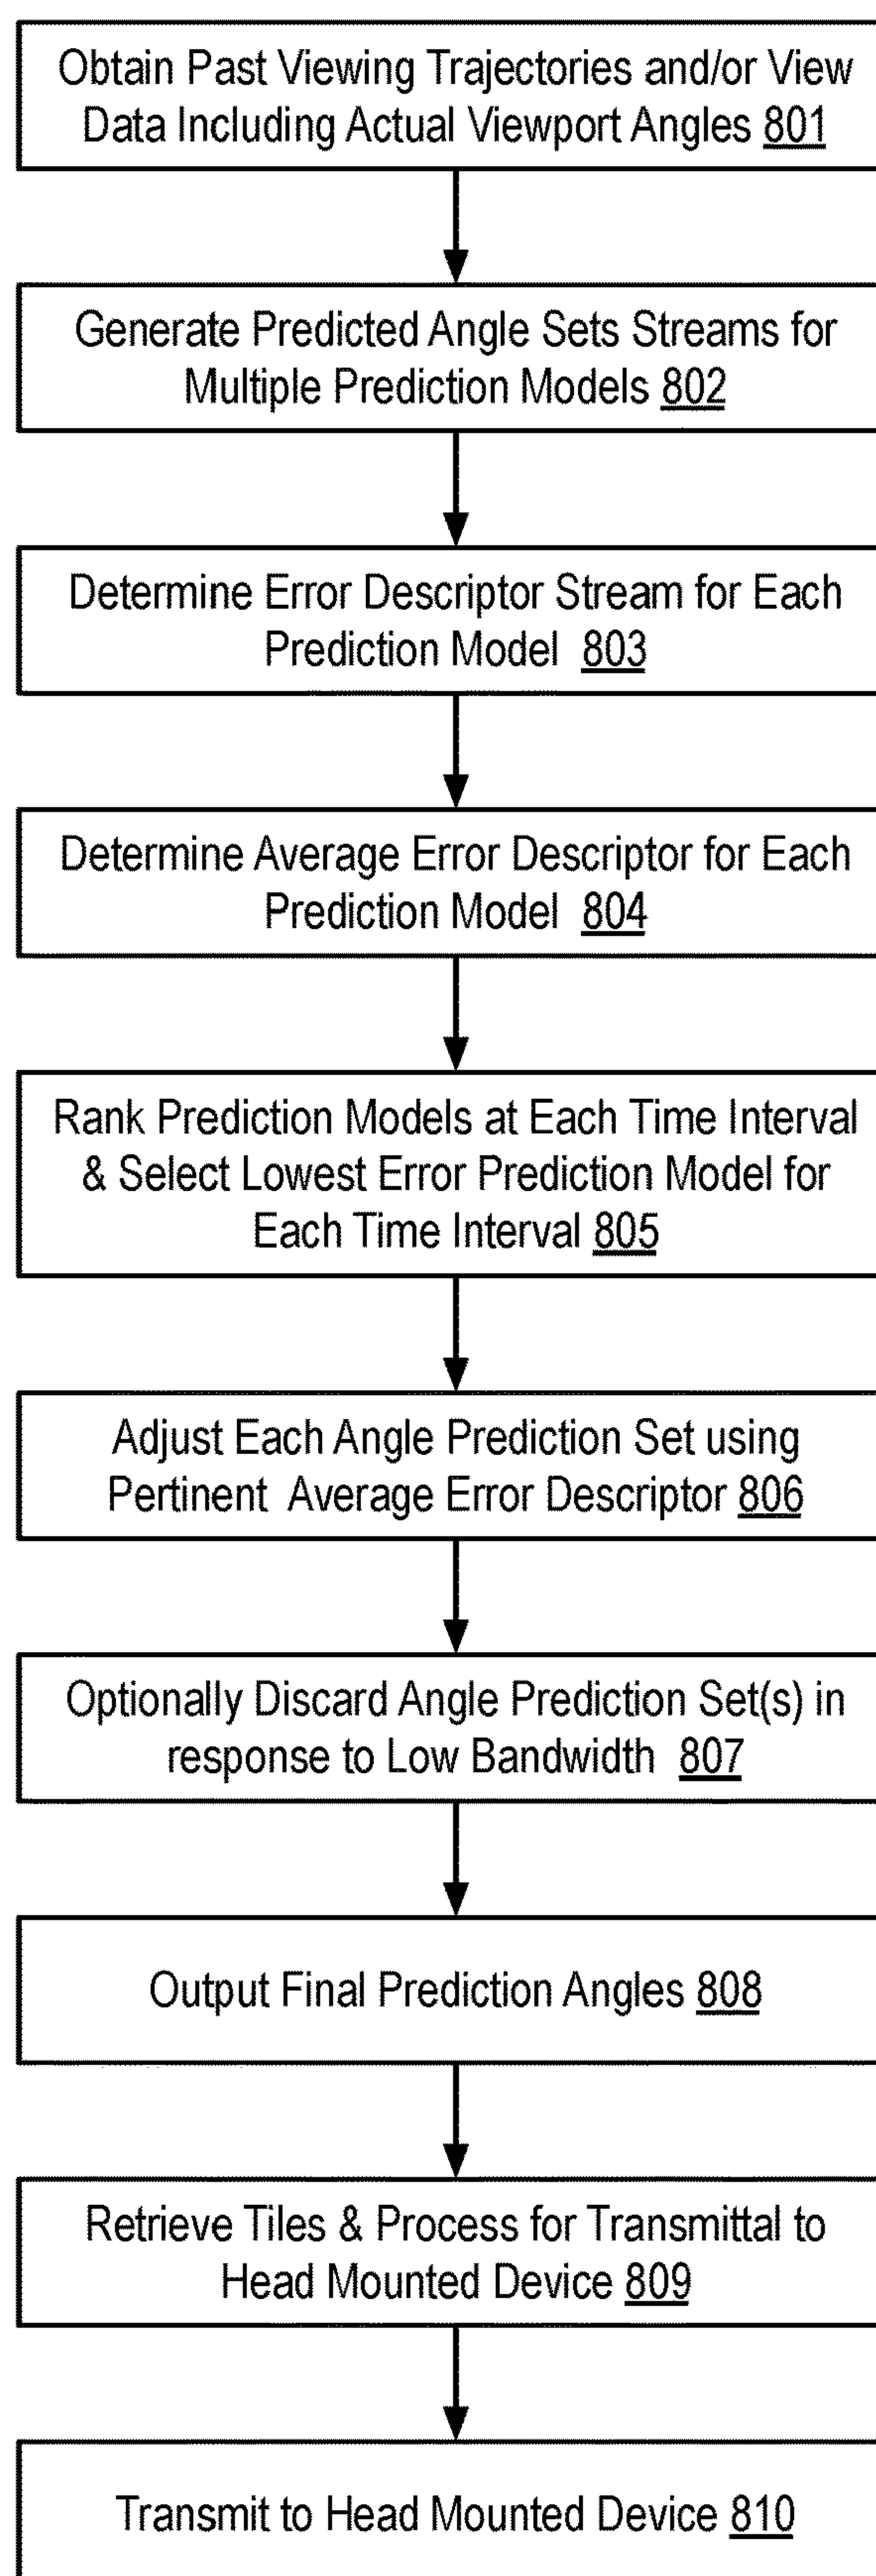 Obtain Past Viewing Trajectories and/or View
Data Including Actual Viewport Angles 801
Generate Predicted Angle Sets Streams for
Multiple Prediction Models 802
Determine Error Descriptor Stream for Each
Prediction Model 803
Determine Average Error Descriptor for Each
Prediction Model 804
Rank Prediction Models at Each Time Interval
& Select Lowest Error Prediction Model for
Each Time Interval 805
Adjust Each Angle Prediction Set using
Pertinent Average Error Descriptor 806
Optionally Discard Angle Prediction Set(s) in
response to Low Bandwidth 807
Output Final Prediction Angles 808
Retrieve Tiles & Process for Transmittal to
Head Mounted Device 809
Transmit to Head Mounted Device 810